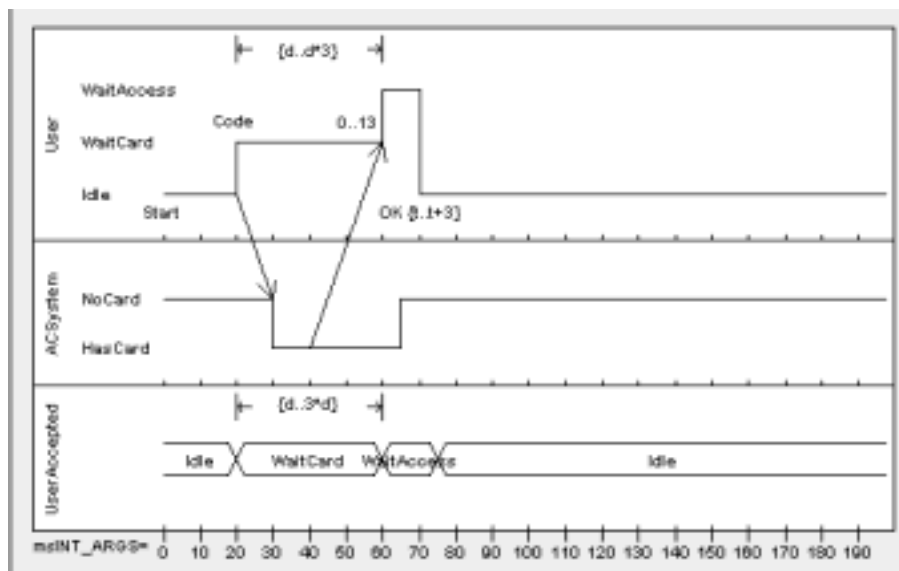 {d..d*3}
WaitAccess
Code
0..13
User
WaitCard
Idle
Start
OK {t..t+3}
ACSystem
NoCard
HasCard
{d..3*d}
UserAccepted
Idle
WaitCard
WaitAccess
Idle
msINT_ARGS=
0 10 20 30 40 50 60 70 80 90 100 110 120 130 140 150 160 170 180 190